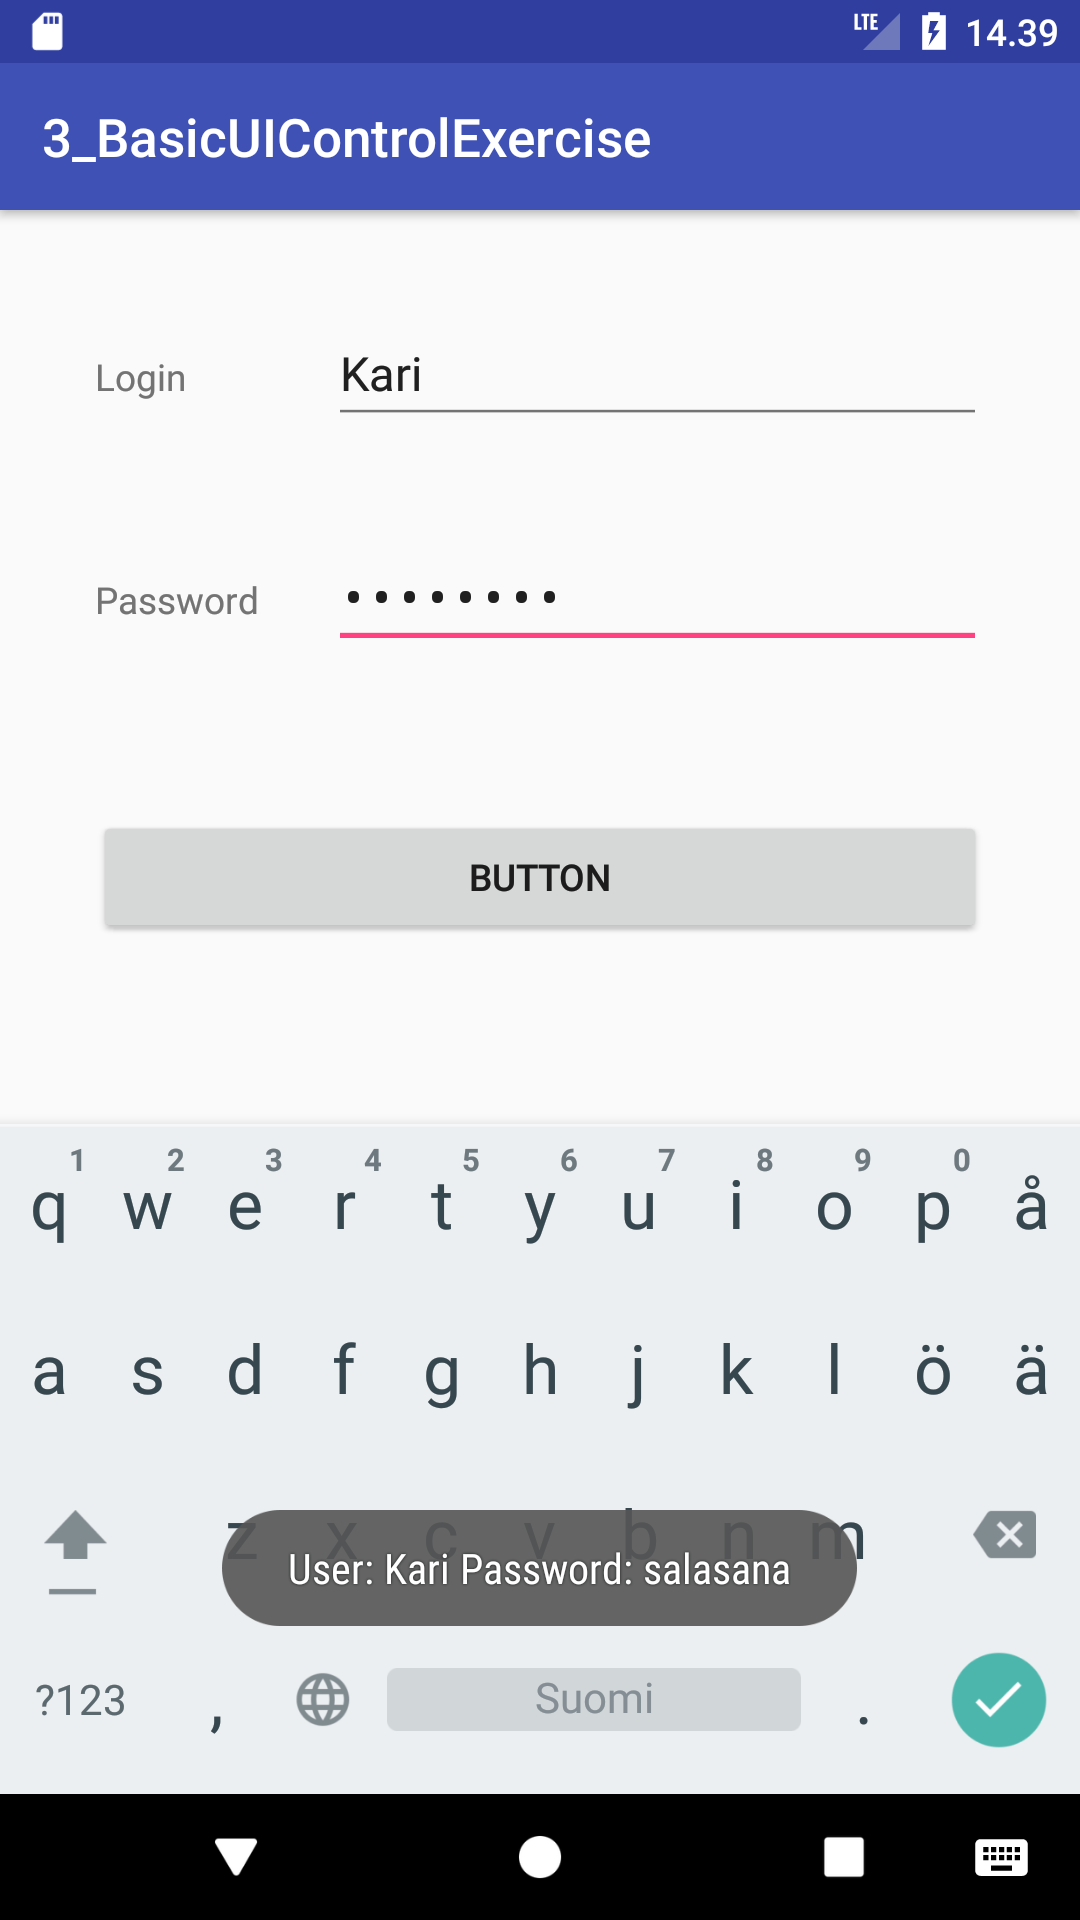 LTE 14.39
3_BasicUIControlExercise
Login Kari
Password ••••••••
BUTTON
1 2 3 4 5 6 7 8 9 0
q w e r t y u i o p å
a s d f g h j k l ö ä
z x c v b n m
User: Kari Password: salasana
?123 , Suomi .